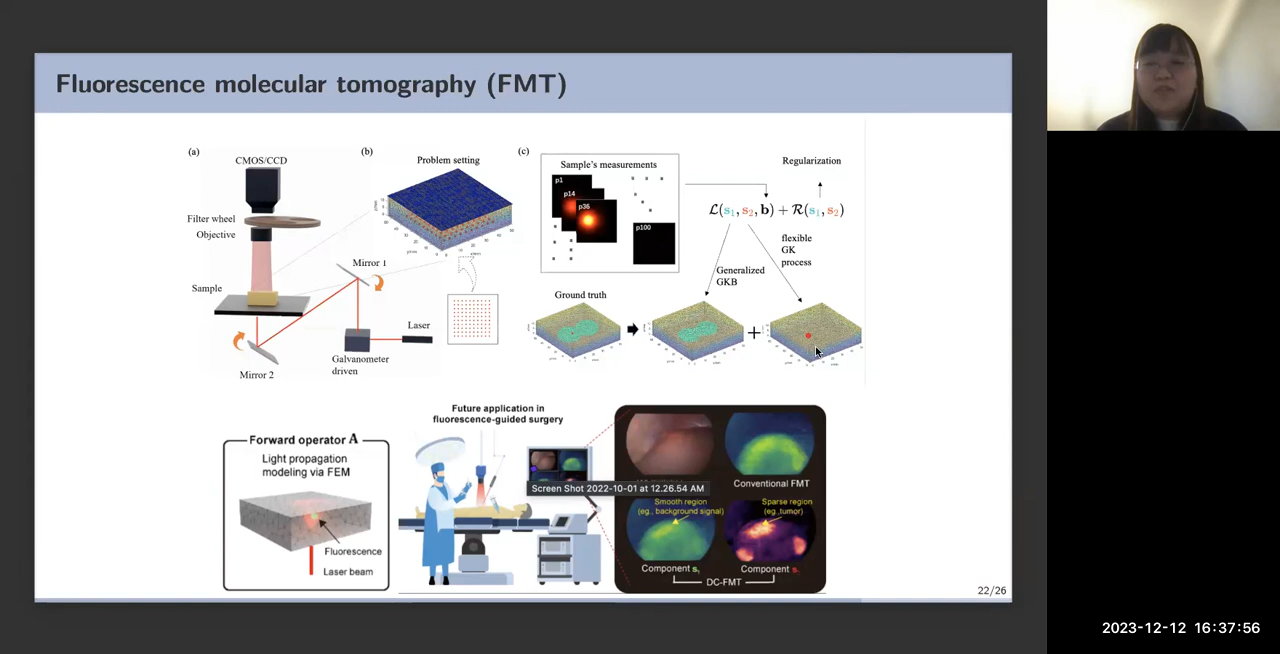 Fluorescence molecular tomography (FMT)
(a)
CMOS/CCD
Filter wheel
Objective
Sample
Mirror 1
Mirror 2
Laser
Galvanometer
driven
(b)
Problem setting
(c)
Sample's measurements
p1
p14
p36
p100
Regularization
ℒ(s₁, s₂, b) + ℛ(s₁, s₂)
flexible
GK
process
Generalized
GKB
Ground truth
+
Forward operator A
Light propagation
modeling via FEM
Fluorescence
Laser beam
Future application in
fluorescence-guided surgery
Screen Shot 2022-10-01 at 12.26.54 AM
Conventional FMT
Smooth region
(eg., background signal)
Sparse region
(eg.,tumor)
Component s₁
Component s
DC-FMT
22/26
2023-12-12 16:37:56